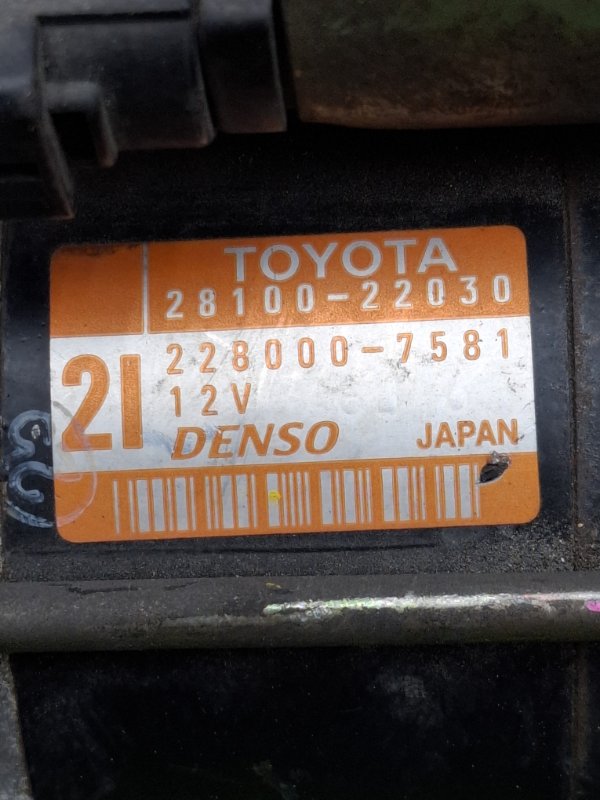 TOYOTA
28100-22030
21
228000-7581
12V
DENSO JAPAN